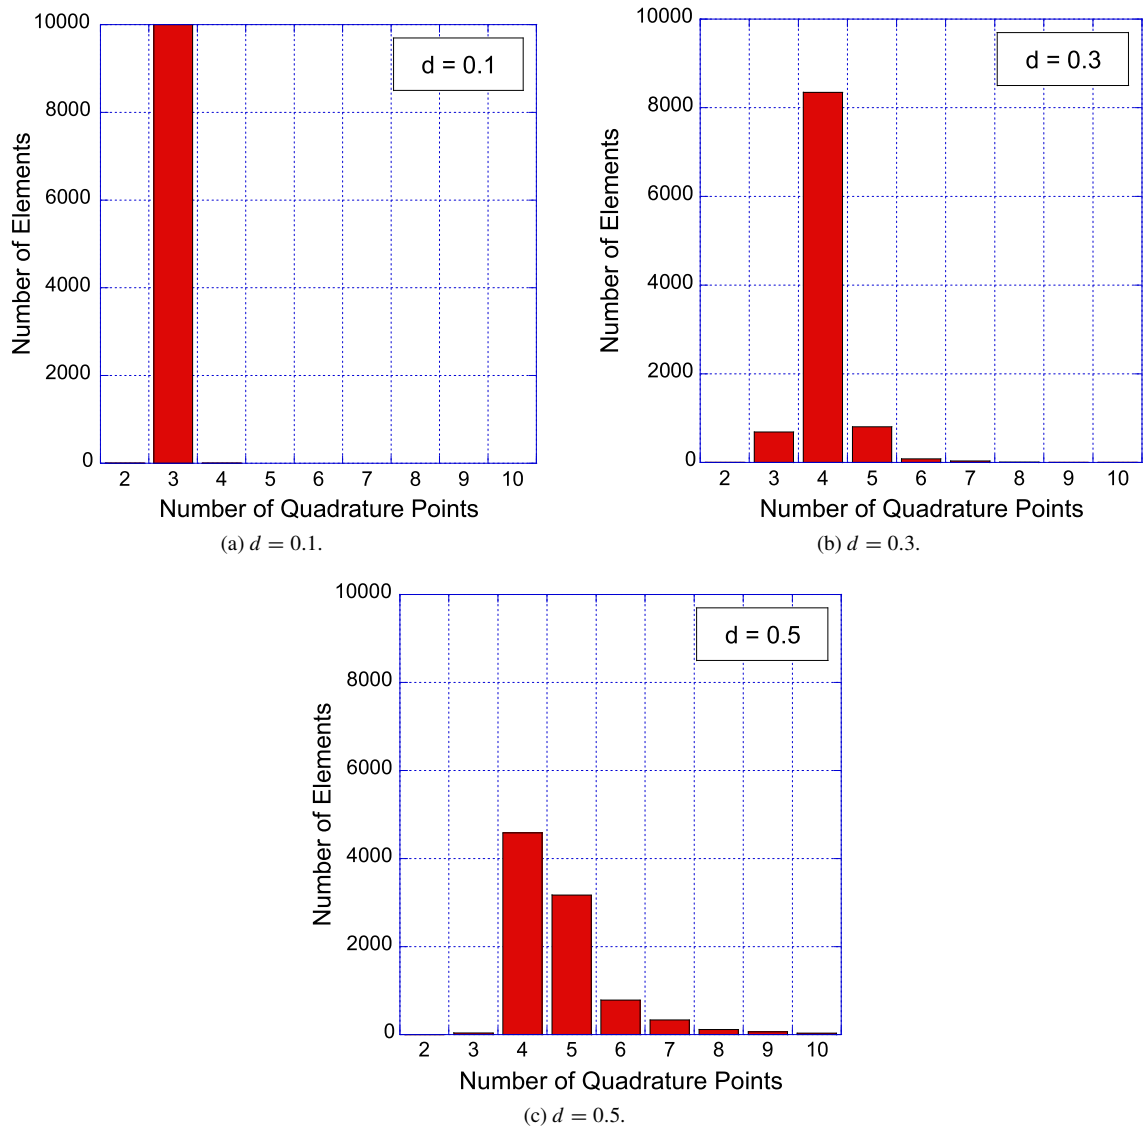 10000
8000
6000
4000
2000
0
Number of Elements
d = 0.1
2 3 4 5 6 7 8 9 10
Number of Quadrature Points
(a) d = 0.1.
10000
8000
6000
4000
2000
0
Number of Elements
d = 0.3
2 3 4 5 6 7 8 9 10
Number of Quadrature Points
(b) d = 0.3.
10000
8000
6000
4000
2000
0
Number of Elements
d = 0.5
2 3 4 5 6 7 8 9 10
Number of Quadrature Points
(c) d = 0.5.